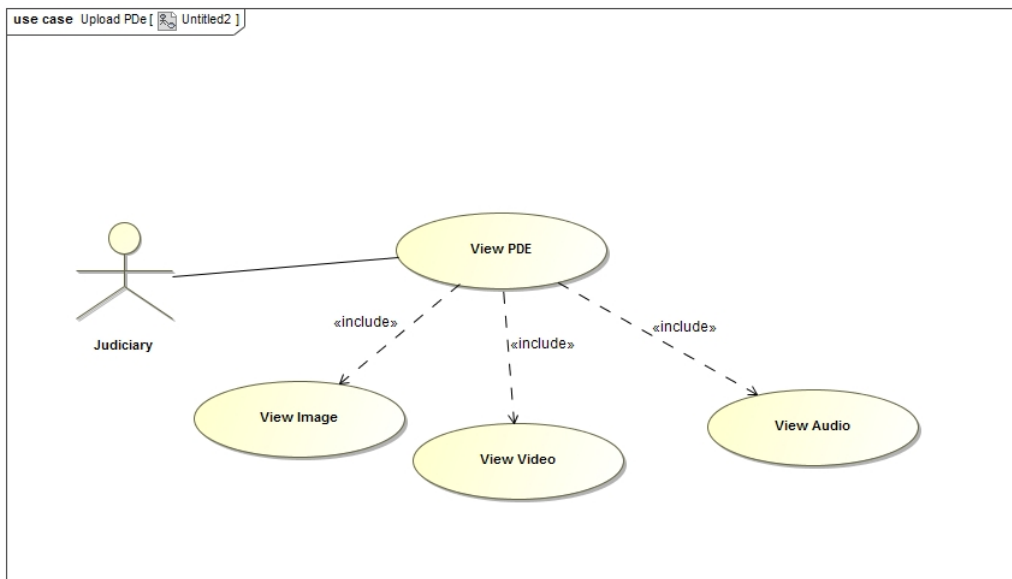 use case Upload PDe [ Untitled2 ]
View PDE
Judiciary
«include»
«include»
«include»
View Image
View Video
View Audio